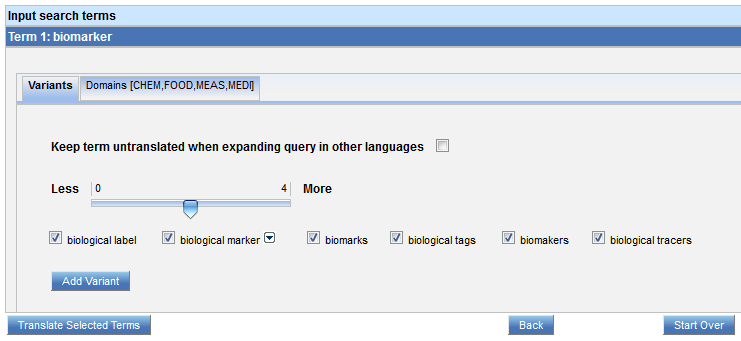 Input search terms
Term 1: biomarker
Variants Domains [CHEM,FOOD,MEAS,MEDI]
Keep term untranslated when expanding query in other languages
Less 0 4 More
biological label biological marker biomarks biological tags biomakers biological tracers
Add Variant
Translate Selected Terms Back Start Over